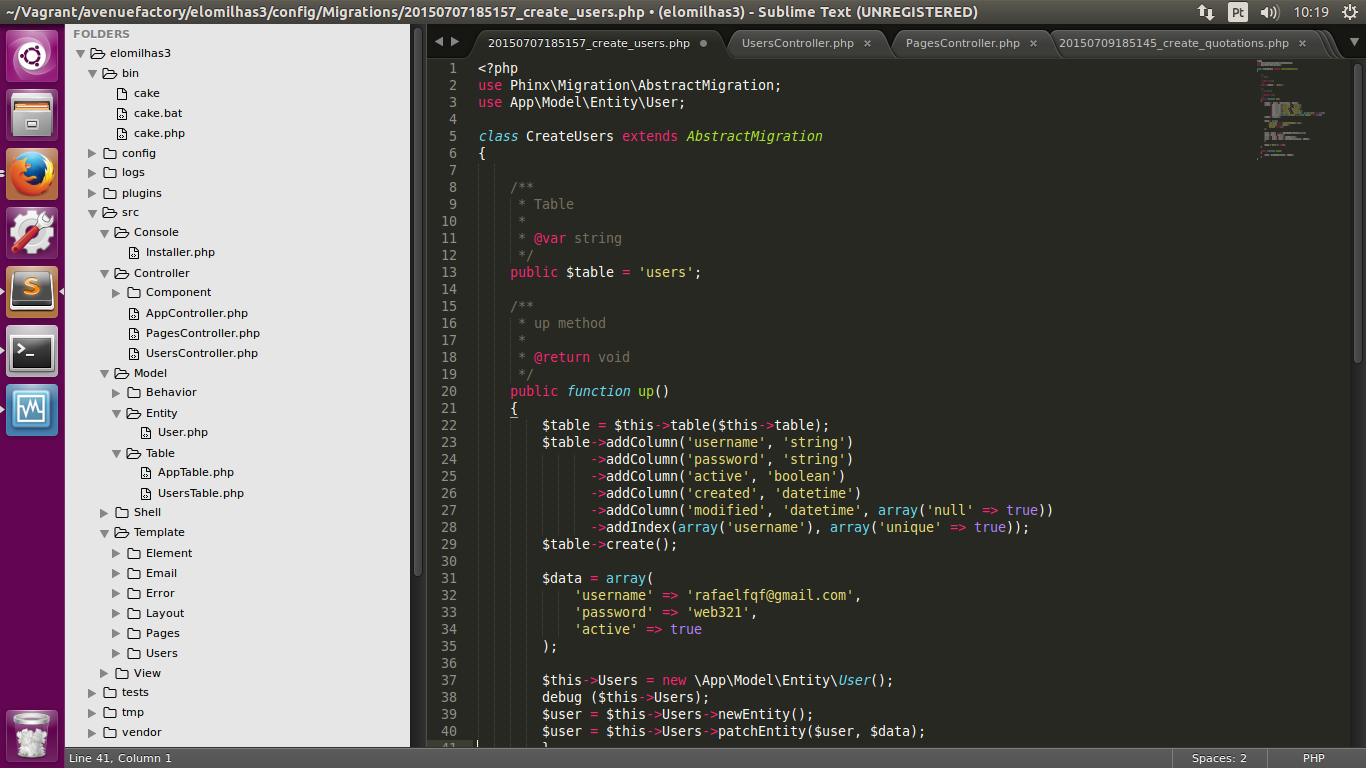 ~/Vagrant/avenuefactory/elomilhas3/config/Migrations/20150707185157_create_users.php • (elomilhas3) - Sublime Text (UNREGISTERED)
Pt
10:19
FOLDERS
elomilhas3
bin
cake
cake.bat
cake.php
config
logs
plugins
src
Console
Installer.php
Controller
Component
AppController.php
PagesController.php
UsersController.php
Model
Behavior
Entity
User.php
Table
AppTable.php
UsersTable.php
Shell
Template
Element
Email
Error
Layout
Pages
Users
View
tests
tmp
vendor
20150707185157_create_users.php
UsersController.php ×
PagesController.php ×
20150709185145_create_quotations.php ×
1 <?php
2 use Phinx\Migration\AbstractMigration;
3 use App\Model\Entity\User;
4
5 class CreateUsers extends AbstractMigration
6 {
7
8     /**
9      * Table
10      *
11      * @var string
12      */
13     public $table = 'users';
14
15     /**
16      * up method
17      *
18      * @return void
19      */
20     public function up()
21     {
22         $table = $this->table($this->table);
23         $table->addColumn('username', 'string')
24               ->addColumn('password', 'string')
25               ->addColumn('active', 'boolean')
26               ->addColumn('created', 'datetime')
27               ->addColumn('modified', 'datetime', array('null' => true))
28               ->addIndex(array('username'), array('unique' => true));
29         $table->create();
30
31         $data = array(
32             'username' => 'rafaelfqf@gmail.com',
33             'password' => 'web321',
34             'active' => true
35         );
36
37         $this->Users = new \App\Model\Entity\User();
38         debug ($this->Users);
39         $user = $this->Users->newEntity();
40         $user = $this->Users->patchEntity($user, $data);
41         }
Line 41, Column 1
Spaces: 2
PHP